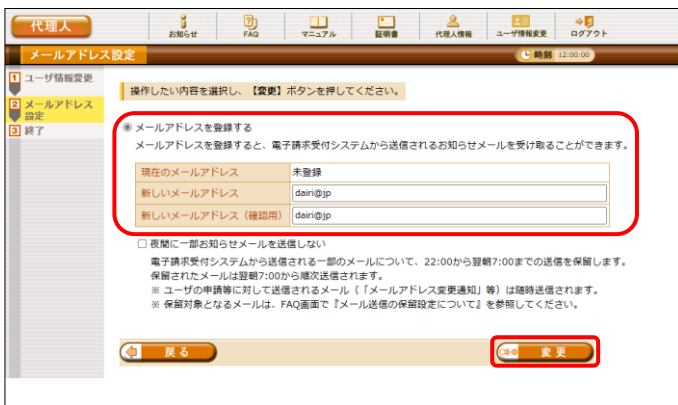 代理人
お知らせ
FAQ
マニュアル
証明書
代理人情報
ユーザ情報変更
ログアウト
メールアドレス設定
時刻 12:00:00
1 ユーザ情報変更
2 メールアドレス
設定
3 終了
操作したい内容を選択し、【変更】ボタンを押してください。
メールアドレスを登録する
メールアドレスを登録すると、電子請求受付システムから送信されるお知らせメールを受け取ることができます。
現在のメールアドレス 未登録
新しいメールアドレス dairi@jp
新しいメールアドレス（確認用） dairi@jp
夜間に一部お知らせメールを送信しない
電子請求受付システムから送信される一部のメールについて、22:00から翌朝7:00までの送信を保留します。
保留されたメールは翌朝7:00から順次送信されます。
※ ユーザの申請等に対して送信されるメール（「メールアドレス変更通知」等）は随時送信されます。
※ 保留対象となるメールは、FAQ画面で『メール送信の保留設定について』を参照してください。
戻る
変更